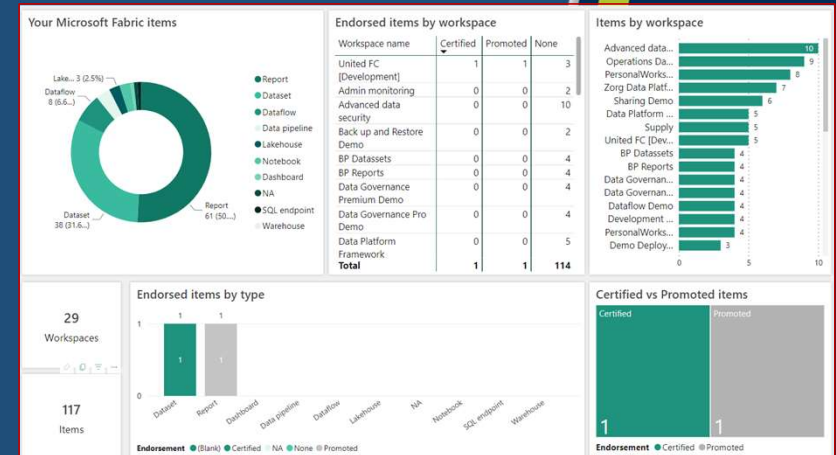 Your Microsoft Fabric items
Lake... 3 (2.5%)
Dataflow
8 (6.6...)
Dataset
38 (31.6...)
Report
61 (50....)
Report
Dataset
Dataflow
Data pipeline
Lakehouse
Notebook
Dashboard
NA
SQL endpoint
Warehouse
Endorsed items by workspace
Workspace name Certified Promoted None
United FC 1 1 3
[Development]
Admin monitoring 0 0 2
Advanced data 0 0 10
security
Back up and Restore 0 0 2
Demo
BP Datassets 0 0 4
BP Reports 0 0 4
Data Governance 0 0 4
Premium Demo
Data Governance Pro 0 0 4
Demo
Data Platform 0 0 5
Framework
Total 1 1 114
Items by workspace
Advanced data... 10
Operations Da... 9
PersonalWorks... 8
Zorg Data Platf... 7
Sharing Demo 6
Data Platform ... 5
Supply 5
United FC [Dev... 5
BP Datassets 4
BP Reports 4
Data Governan... 4
Data Governan... 4
Dataflow Demo 4
Development ... 4
PersonalWorks... 4
Demo Deploy... 3
0 5 10
29
Workspaces
117
Items
Endorsed items by type
1
0
1 1
1 1
Dataset Report Dashboard Data pipeline Dataflow Lakehouse NA Notebook SQL endpoint Warehouse
Endorsement (Blank) Certified NA None Promoted
Certified vs Promoted items
Certified Promoted
1 1
Endorsement Certified Promoted